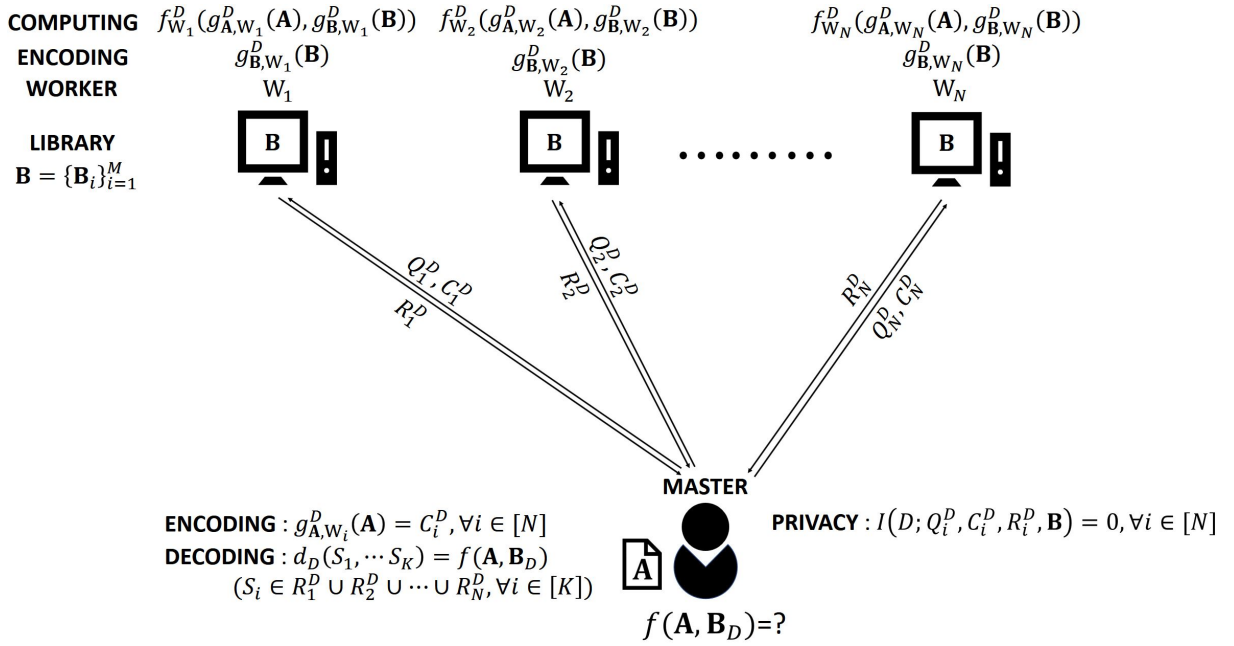 COMPUTING f^D_{W_1}(g^D_{A,W_1}(A), g^D_{B,W_1}(B)) f^D_{W_2}(g^D_{A,W_2}(A), g^D_{B,W_2}(B)) f^D_{W_N}(g^D_{A,W_N}(A), g^D_{B,W_N}(B))
ENCODING g^D_{B,W_1}(B) g^D_{B,W_2}(B) g^D_{B,W_N}(B)
WORKER W_1 W_2 W_N
LIBRARY B B B
B = {B_i}^M_{i=1}
Q^D_1, C^D_1
R^D_1
Q^D_2, C^D_2
R^D_2
R^D_N
Q^D_N, C^D_N
MASTER
ENCODING : g^D_{A,W_i}(A) = C^D_i, ∀i ∈ [N]
DECODING : d_D(S_1, ⋯ S_K) = f(A, B_D)
(S_i ∈ R^D_1 ∪ R^D_2 ∪ ⋯ ∪ R^D_N, ∀i ∈ [K])
A
PRIVACY : I(D; Q^D_i, C^D_i, R^D_i, B) = 0, ∀i ∈ [N]
f(A, B_D)=?